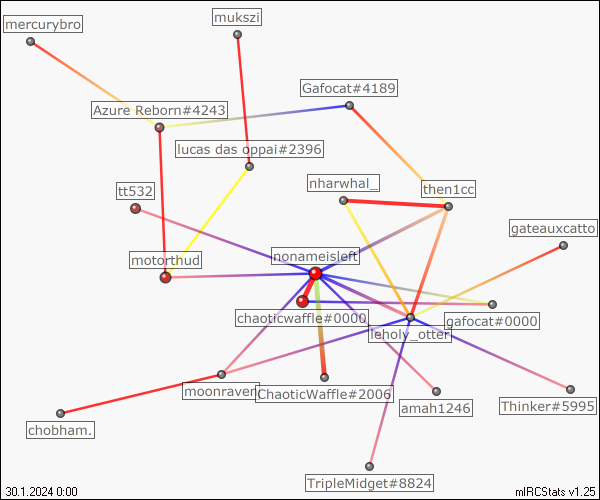 mercurybro
mukszi
Gafocat#4189
Azure Reborn#4243
lucas das oppai#2396
nharwhal_
then1cc
tt532
gateauxcatto
nonameisleft
motorthud
chaoticwaffle#0000
gafocat#0000
leholy_otter
moonraven
ChaoticWaffle#2006
amah1246
Thinker#5995
chobham.
TripleMidget#8824
30.1.2024 0:00
mIRCStats v1.25